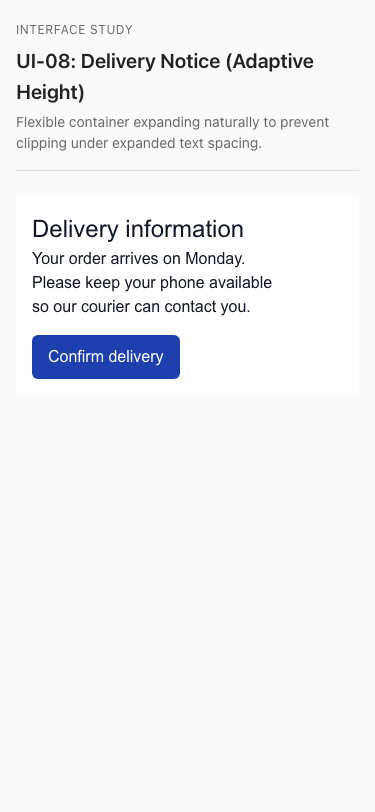 INTERFACE STUDY
UI-08: Delivery Notice (Adaptive
Height)
Flexible container expanding naturally to prevent
clipping under expanded text spacing.
Delivery information
Your order arrives on Monday.
Please keep your phone available
so our courier can contact you.
Confirm delivery